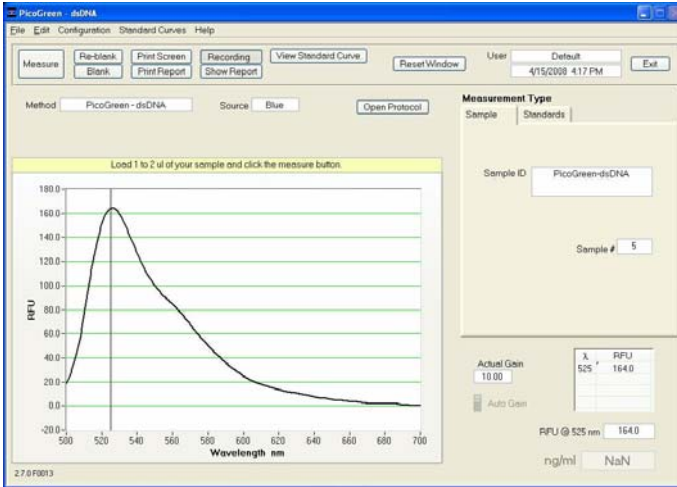 PicoGreen - dsDNA
File Edit Configuration Standard Curves Help
Measure
Re-blank
Print Screen
Recording
View Standard Curve
Blank
Print Report
Show Report
Reset Window
User
Default
4/15/2008 4:17 PM
Exit
Method
PicoGreen - dsDNA
Source
Blue
Open Protocol
Measurement Type
Sample
Standards
Load 1 to 2 ul of your sample and click the measure button.
Sample ID
PicoGreen-dsDNA
Sample #
5
180.0
160.0
140.0
120.0
100.0
80.0
60.0
40.0
20.0
0.0
-20.0
RFU
500 520 540 560 580 600 620 640 660 680 700
Wavelength nm
Actual Gain
10.00
Auto Gain
λ , RFU
525 164.0
RFU @ 525 nm
164.0
ng/ml
NaN
2.7.0 F0013